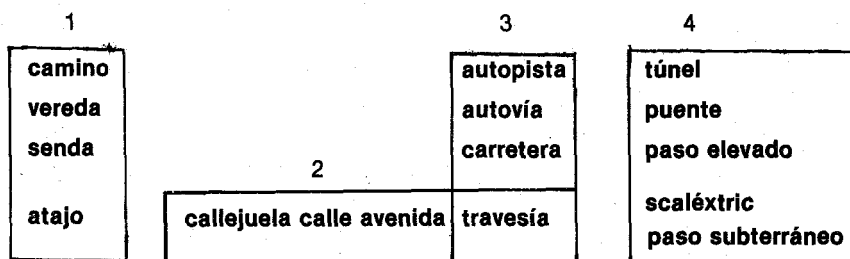 1
camino
vereda
senda
atajo
2
callejuela calle avenida
3
autopista
autovía
carretera
travesía
4
túnel
puente
paso elevado
scaléxtric
paso subterráneo